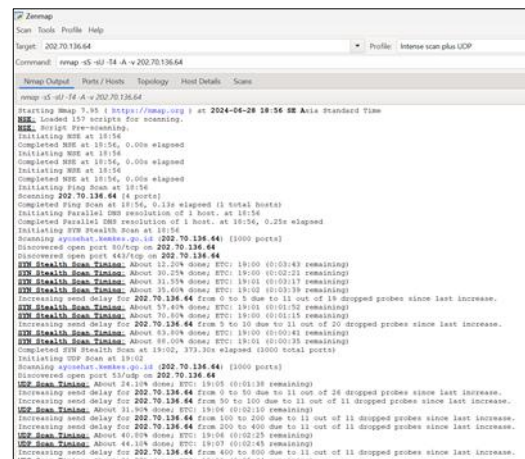 Zenmap
Scan Tools Profile Help
Target: 202.70.136.64 Profile: Intense scan plus UDP
Command: nmap -sS -sU -T4 -A -v 202.70.136.64
Nmap Output Ports / Hosts Topology Host Details Scans
nmap -sS -sU -T4 -A -v 202.70.136.64
Starting Nmap 7.95 ( https://nmap.org ) at 2024-06-28 18:56 SE Asia Standard Time
NSE: Loaded 157 scripts for scanning.
NSE: Script Pre-scanning.
Initiating NSE at 18:56
Completed NSE at 18:56, 0.00s elapsed
Initiating NSE at 18:56
Completed NSE at 18:56, 0.00s elapsed
Initiating NSE at 18:56
Completed NSE at 18:56, 0.00s elapsed
Initiating Ping Scan at 18:56
Scanning 202.70.136.64 [4 ports]
Completed Ping Scan at 18:56, 0.13s elapsed (1 total hosts)
Initiating Parallel DNS resolution of 1 host. at 18:56
Completed Parallel DNS resolution of 1 host. at 18:56, 0.25s elapsed
Initiating SYN Stealth Scan at 18:56
Scanning ayosehat.kemkes.go.id (202.70.136.64) [1000 ports]
Discovered open port 80/tcp on 202.70.136.64
Discovered open port 443/tcp on 202.70.136.64
SYN Stealth Scan Timing: About 12.20% done; ETC: 19:00 (0:03:43 remaining)
SYN Stealth Scan Timing: About 30.25% done; ETC: 19:00 (0:02:21 remaining)
SYN Stealth Scan Timing: About 31.55% done; ETC: 19:01 (0:03:17 remaining)
SYN Stealth Scan Timing: About 35.60% done; ETC: 19:02 (0:03:39 remaining)
Increasing send delay for 202.70.136.64 from 0 to 5 due to 11 out of 19 dropped probes since last increase.
SYN Stealth Scan Timing: About 57.40% done; ETC: 19:01 (0:01:52 remaining)
SYN Stealth Scan Timing: About 70.80% done; ETC: 19:00 (0:01:15 remaining)
Increasing send delay for 202.70.136.64 from 5 to 10 due to 11 out of 20 dropped probes since last increase.
SYN Stealth Scan Timing: About 83.80% done; ETC: 19:00 (0:00:41 remaining)
SYN Stealth Scan Timing: About 88.00% done; ETC: 19:01 (0:00:35 remaining)
Completed SYN Stealth Scan at 19:02, 373.30s elapsed (1000 total ports)
Initiating UDP Scan at 19:02
Scanning ayosehat.kemkes.go.id (202.70.136.64) [1000 ports]
Discovered open port 53/udp on 202.70.136.64
UDP Scan Timing: About 24.10% done; ETC: 19:05 (0:01:38 remaining)
Increasing send delay for 202.70.136.64 from 0 to 50 due to 11 out of 26 dropped probes since last increase.
Increasing send delay for 202.70.136.64 from 50 to 100 due to 11 out of 11 dropped probes since last increase.
UDP Scan Timing: About 31.90% done; ETC: 19:06 (0:02:10 remaining)
Increasing send delay for 202.70.136.64 from 100 to 200 due to 11 out of 11 dropped probes since last increase.
Increasing send delay for 202.70.136.64 from 200 to 400 due to 11 out of 11 dropped probes since last increase.
UDP Scan Timing: About 40.80% done; ETC: 19:06 (0:02:25 remaining)
UDP Scan Timing: About 44.10% done; ETC: 19:07 (0:02:45 remaining)
Increasing send delay for 202.70.136.64 from 400 to 800 due to 11 out of 11 dropped probes since last increase.